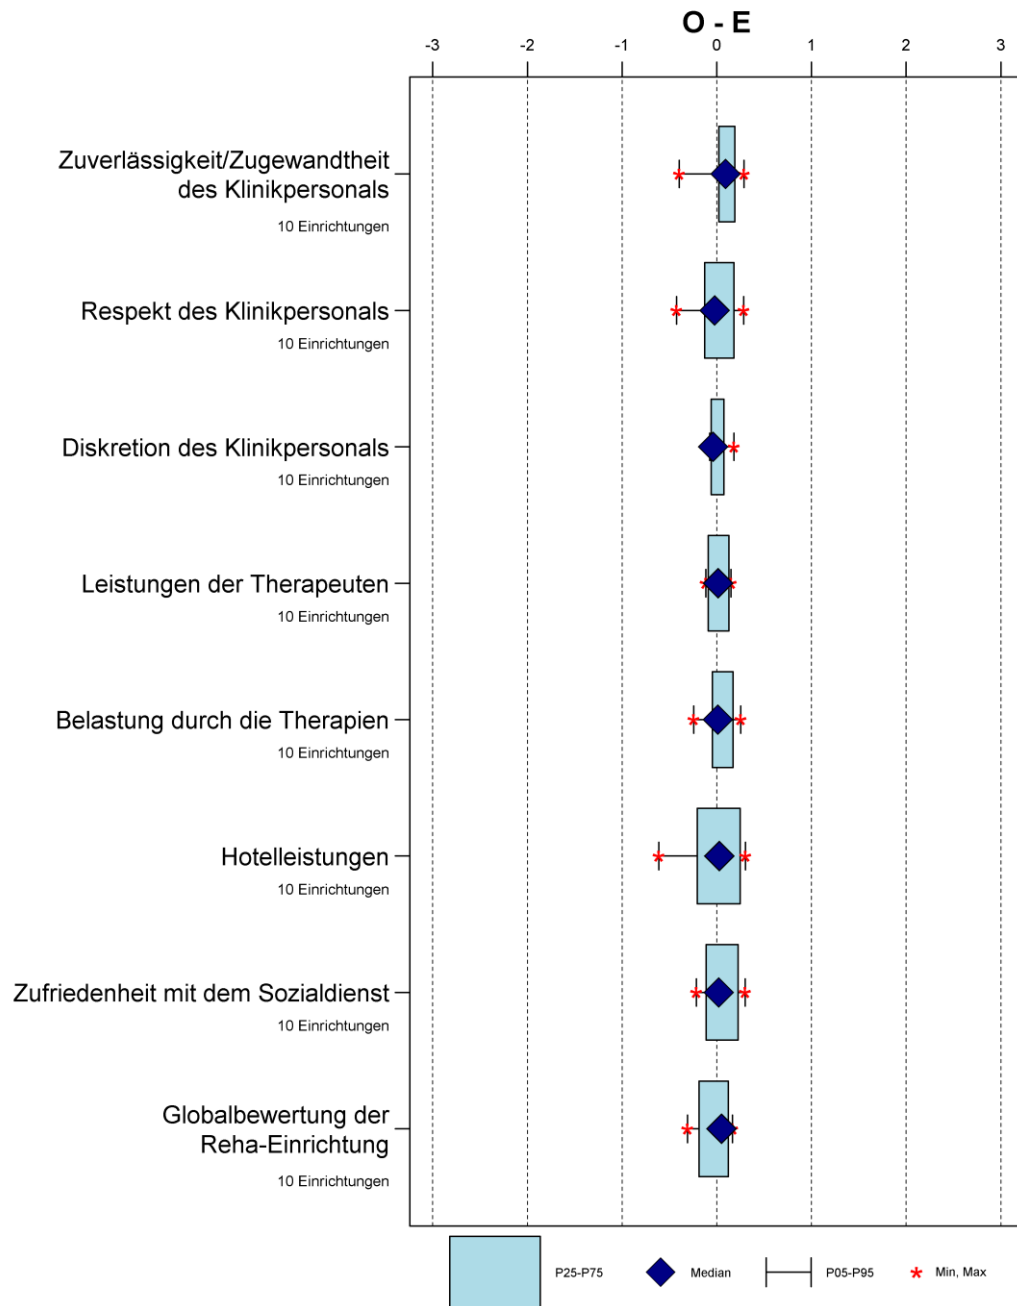 O - E
-3 -2 -1 0 1 2 3
Zuverlässigkeit/Zugewandtheit
des Klinikpersonals
10 Einrichtungen
Respekt des Klinikpersonals
10 Einrichtungen
Diskretion des Klinikpersonals
10 Einrichtungen
Leistungen der Therapeuten
10 Einrichtungen
Belastung durch die Therapien
10 Einrichtungen
Hotelleistungen
10 Einrichtungen
Zufriedenheit mit dem Sozialdienst
10 Einrichtungen
Globalbewertung der
Reha-Einrichtung
10 Einrichtungen
P25-P75 Median P05-P95 Min, Max